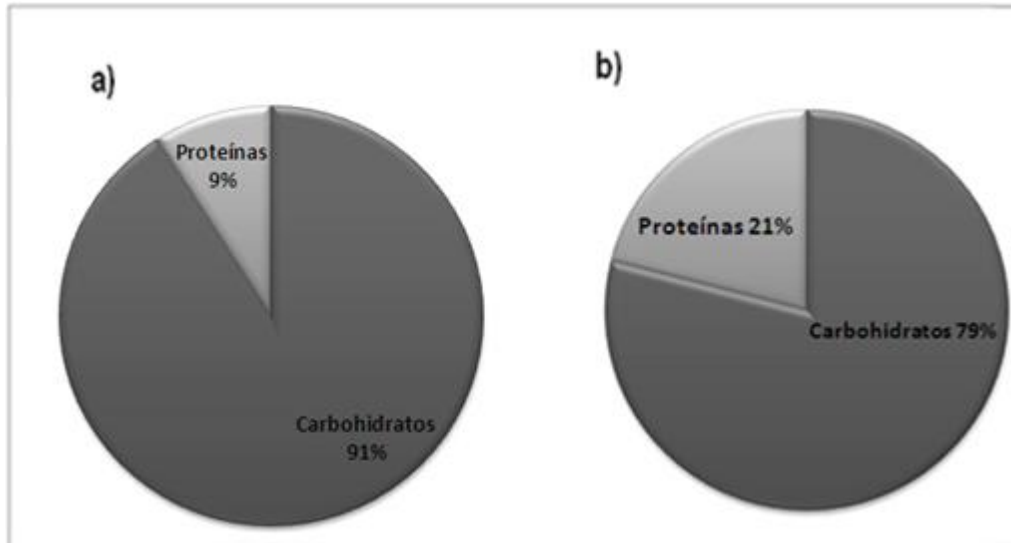 a)
Proteínas
9%
Carbohidratos
91%
b)
Proteínas 21%
Carbohidratos 79%